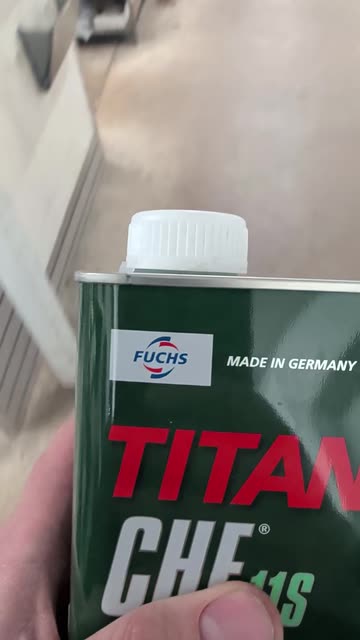 FUCHS
MADE IN GERMANY
TITAN
CHF®
11S